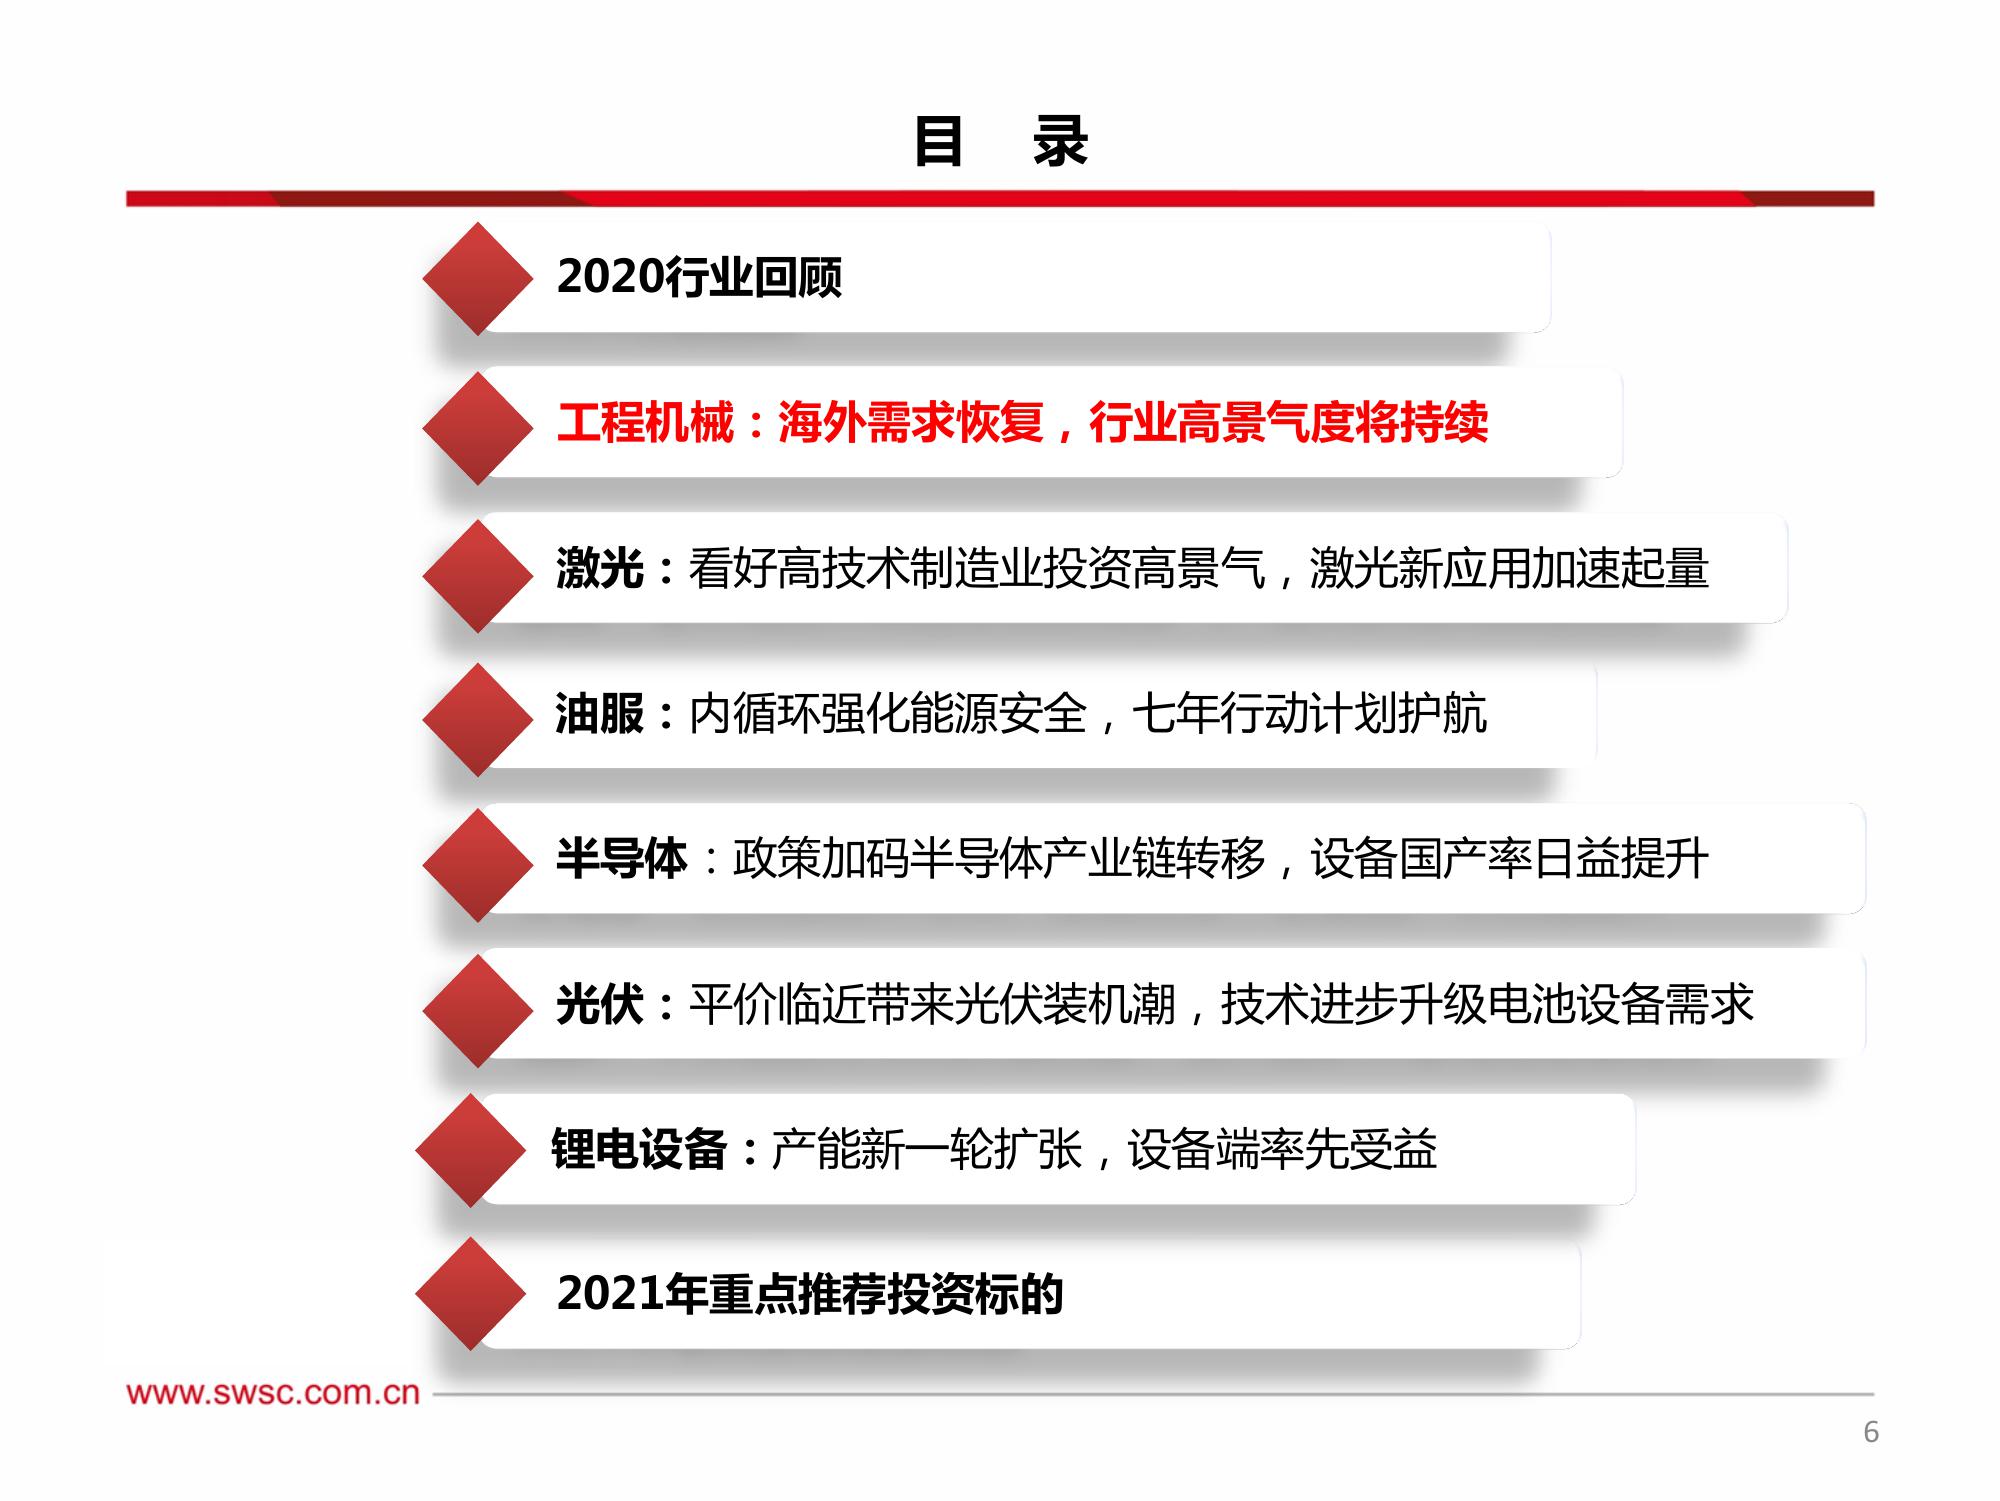 目 录
2020行业回顾
工程机械：海外需求恢复，行业高景气度将持续
激光：看好高技术制造业投资高景气，激光新应用加速起量
油服：内循环强化能源安全，七年行动计划护航
半导体：政策加码半导体产业链转移，设备国产率日益提升
光伏：平价临近带来光伏装机潮，技术进步升级电池设备需求
锂电设备：产能新一轮扩张，设备端率先受益
2021年重点推荐投资标的
www.swsc.com.cn
6